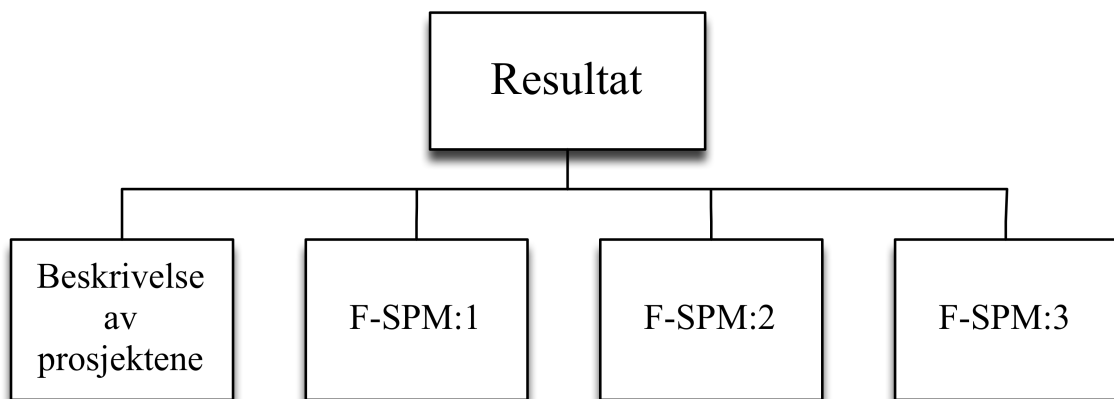 Resultat
Beskrivelse
av
prosjektene
F-SPM:1
F-SPM:2
F-SPM:3